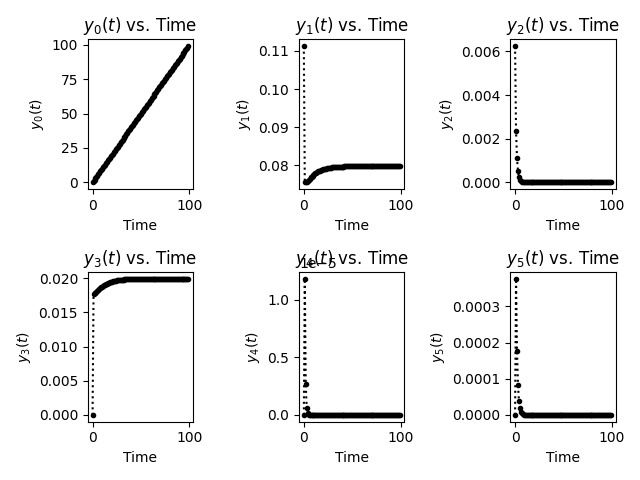 y₀(t) vs. Time
y₁(t) vs. Time
y₂(t) vs. Time
100
75
50
25
0
y₀(t)
0
100
Time
0.11
0.10
0.09
0.08
y₁(t)
0
100
Time
0.006
0.004
0.002
0.000
y₂(t)
0
100
Time
y₃(t) vs. Time
y₄(t) vs. Time
1e−5
y₅(t) vs. Time
0.020
0.015
0.010
0.005
0.000
y₃(t)
0
100
Time
1.0
0.5
0.0
y₄(t)
0
100
Time
0.0003
0.0002
0.0001
0.0000
y₅(t)
0
100
Time